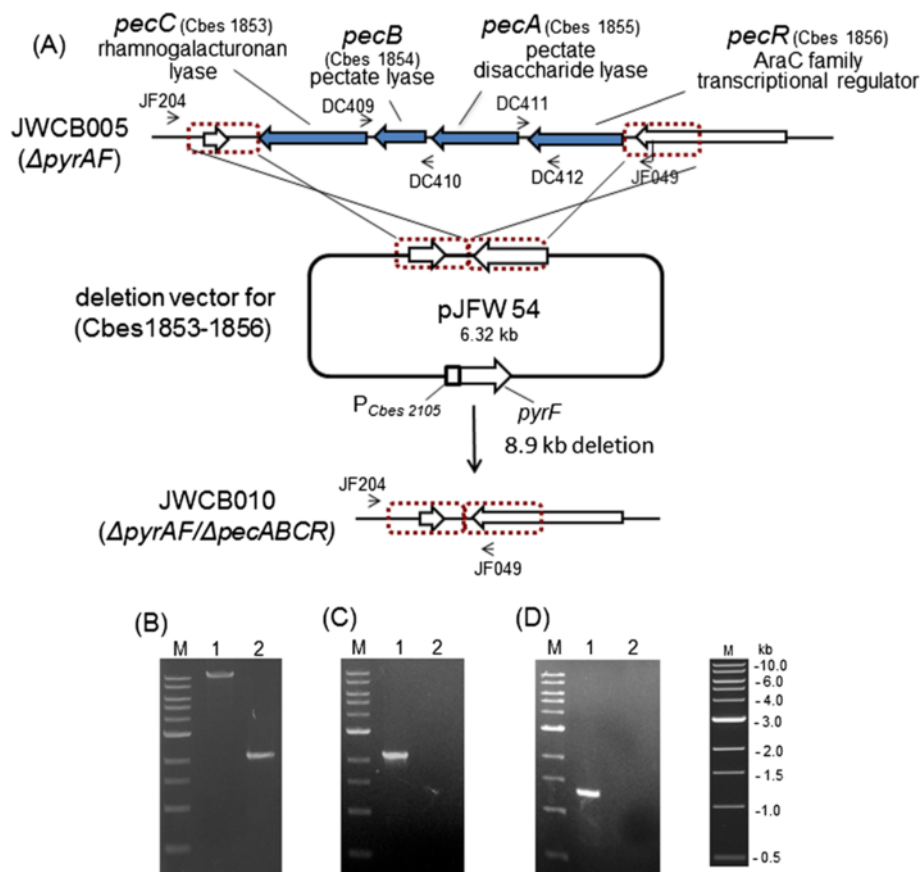 (A)
pecC (Cbes 1853)
rhamnogalacturonan
lyase
pecB
(Cbes 1854)
pectate lyase
pecA (Cbes 1855)
pectate
disaccharide lyase
pecR (Cbes 1856)
AraC family
transcriptional regulator
JF204
DC409
DC411
JWCB005
(ΔpyrAF)
DC410
DC412
JF049
deletion vector for
(Cbes1853-1856)
pJFW 54
6.32 kb
P Cbes 2105
pyrF
8.9 kb deletion
JF204
JWCB010
(ΔpyrAF/ΔpecABCR)
JF049
(B)
M 1 2
(C)
M 1 2
(D)
M 1 2
M kb
-10.0
-6.0
-4.0
-3.0
-2.0
-1.5
-1.0
-0.5